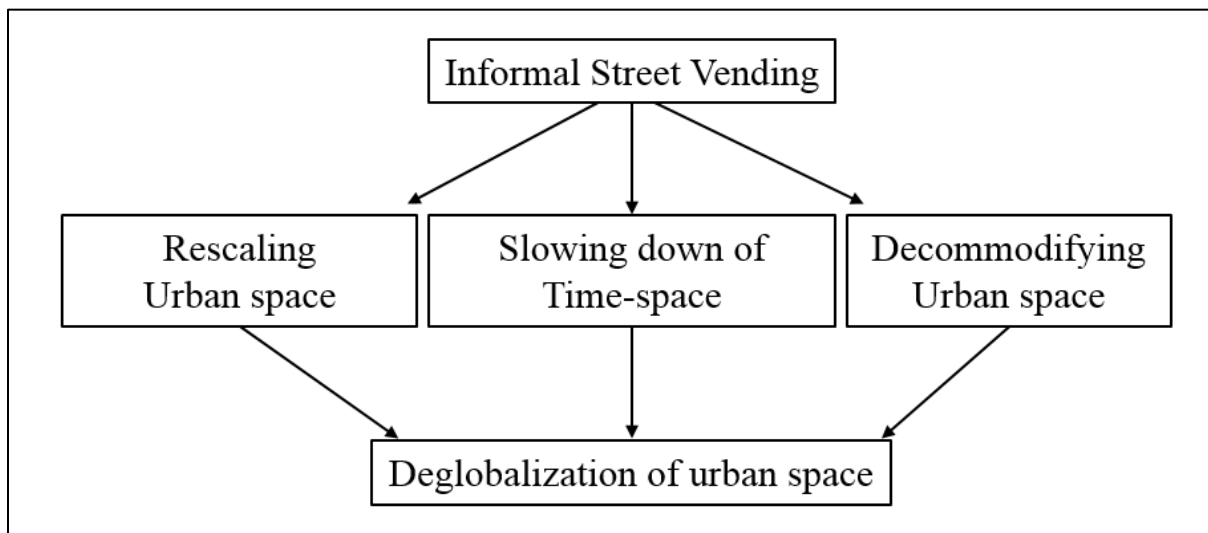 Informal Street Vending
Rescaling
Urban space
Slowing down of
Time-space
Decommodifying
Urban space
Deglobalization of urban space